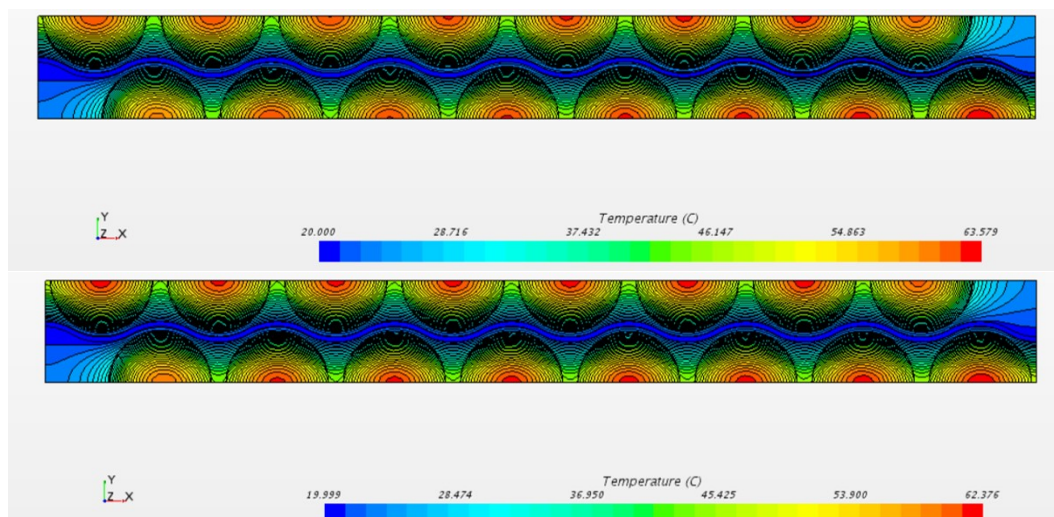 Y
Z X
Temperature (C)
20.000 28.716 37.432 46.147 54.863 63.579
Y
Z X
Temperature (C)
19.999 28.474 36.950 45.425 53.900 62.376